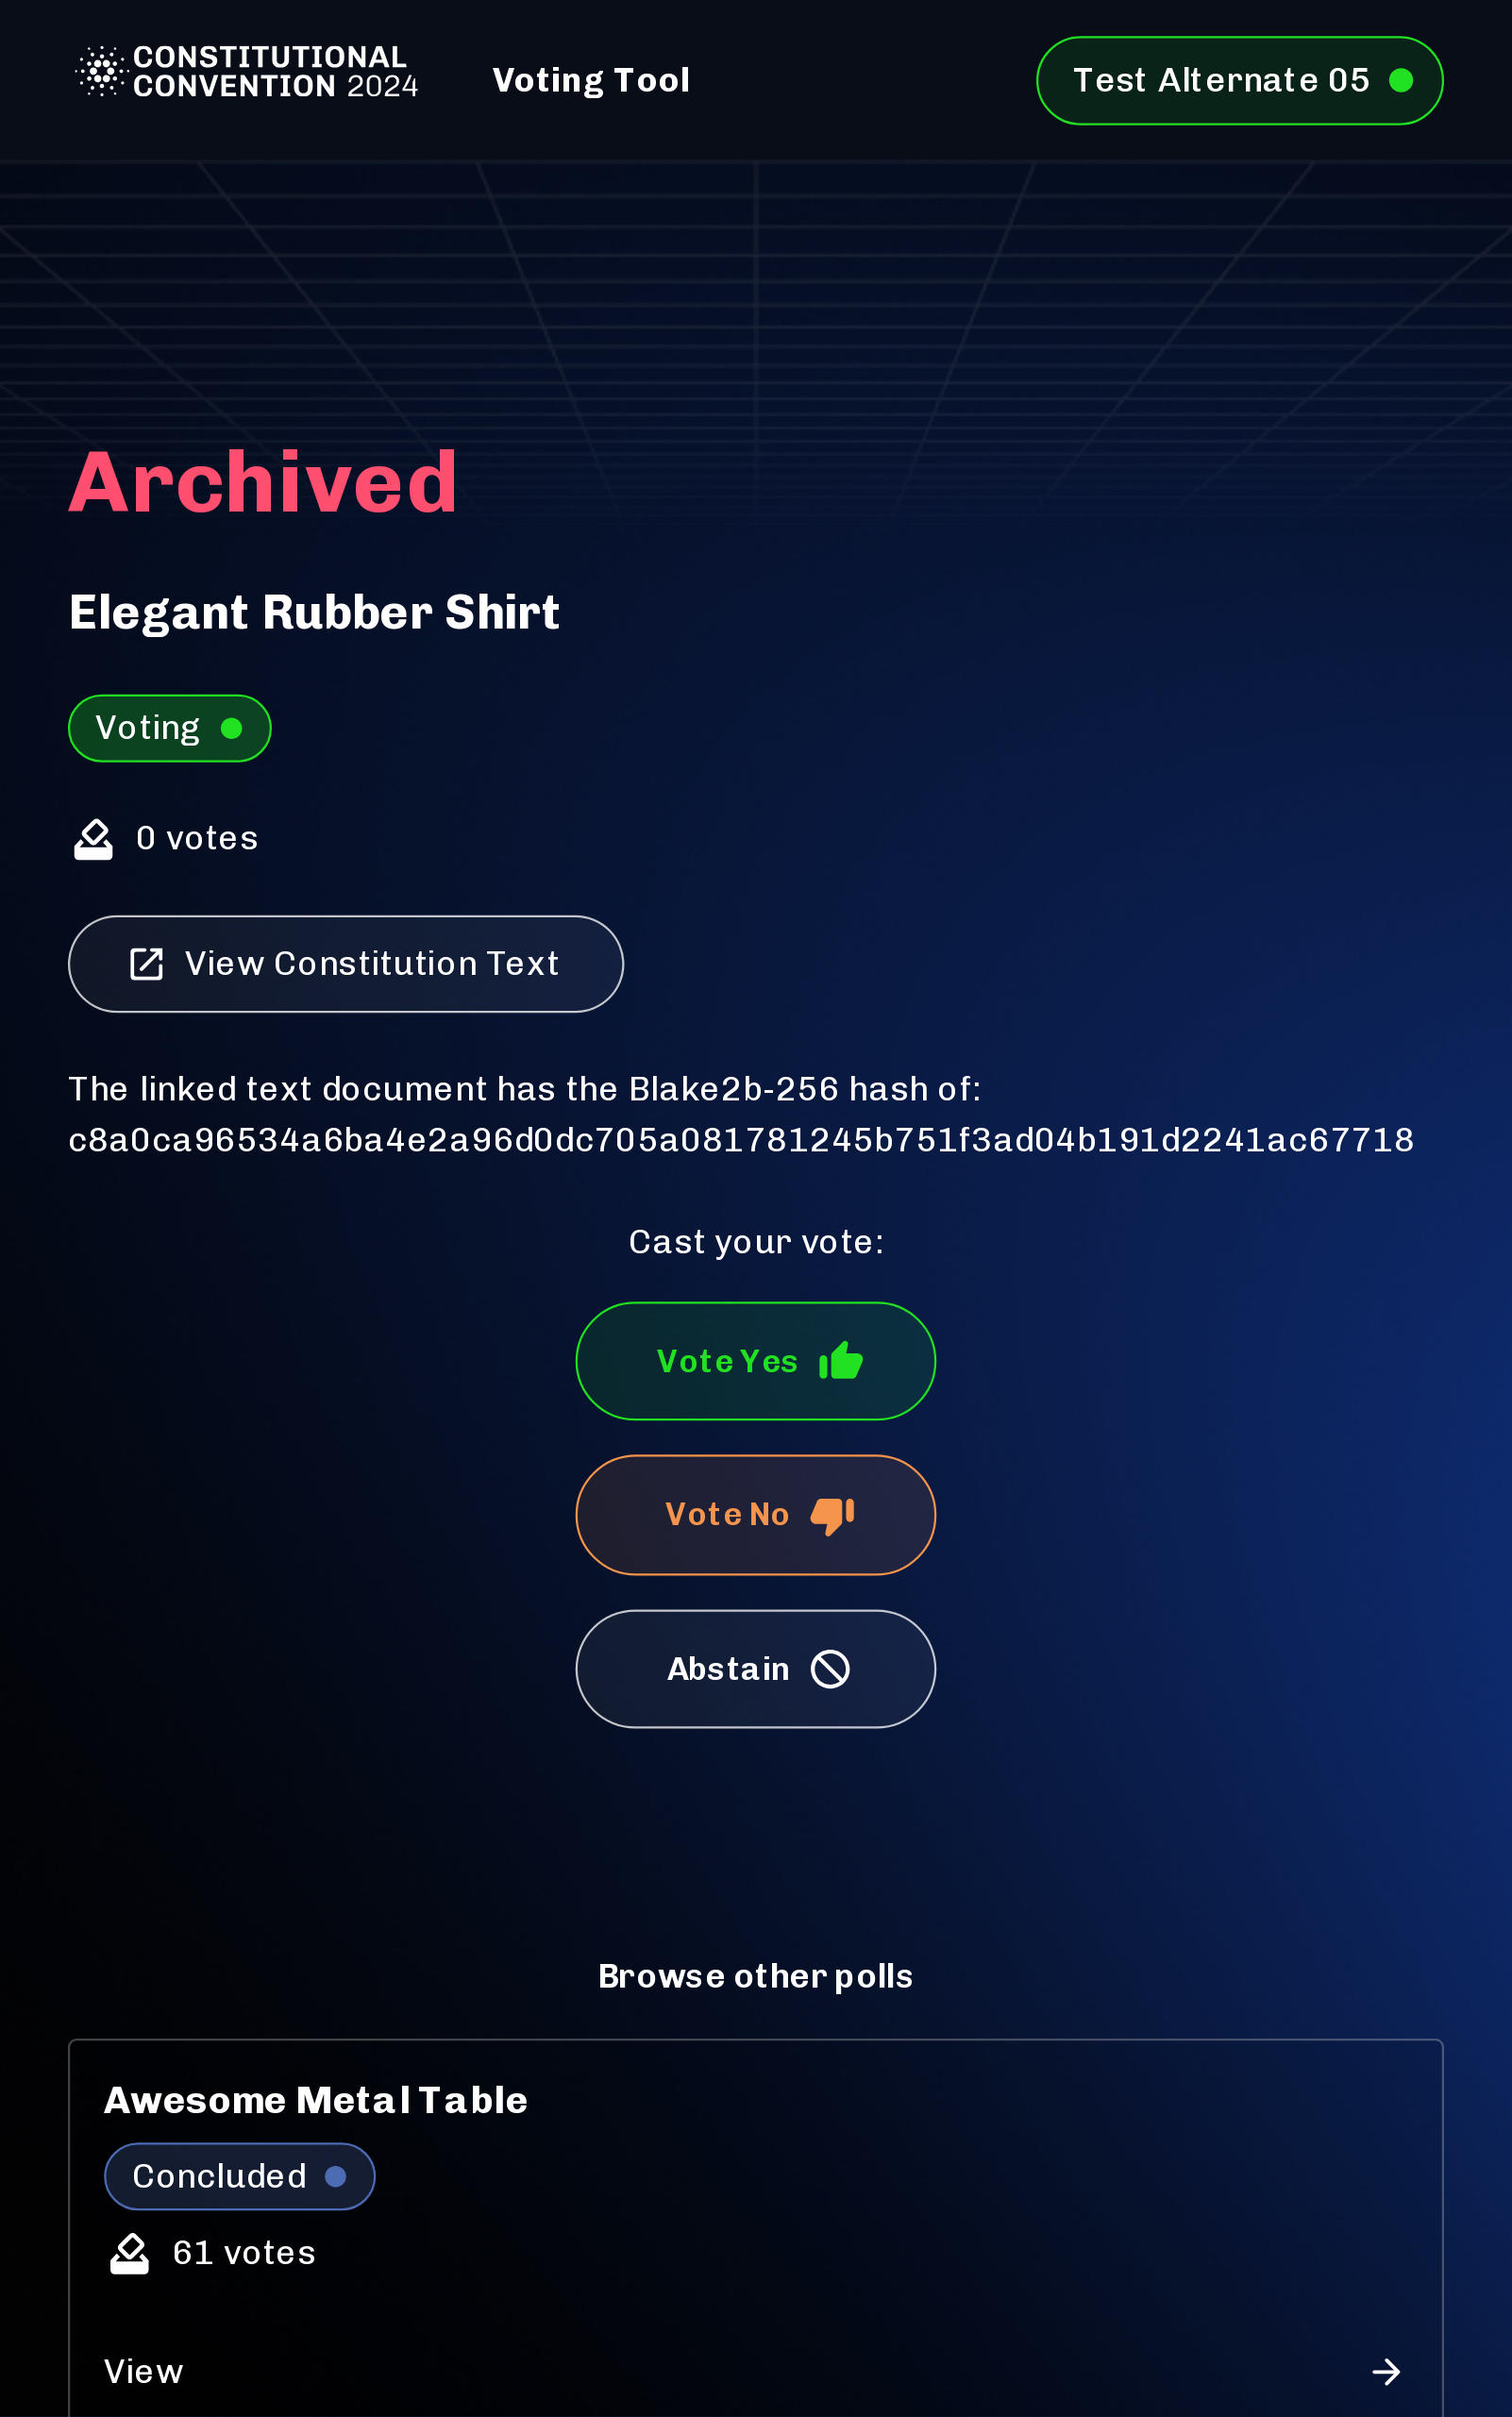 CONSTITUTIONAL
CONVENTION 2024
Voting Tool
Test Alternate 05
Archived
Elegant Rubber Shirt
Voting
0 votes
View Constitution Text
The linked text document has the Blake2b-256 hash of:
c8a0ca96534a6ba4e2a96d0dc705a081781245b751f3ad04b191d2241ac67718
Cast your vote:
Vote Yes
Vote No
Abstain
Browse other polls
Awesome Metal Table
Concluded
61 votes
View